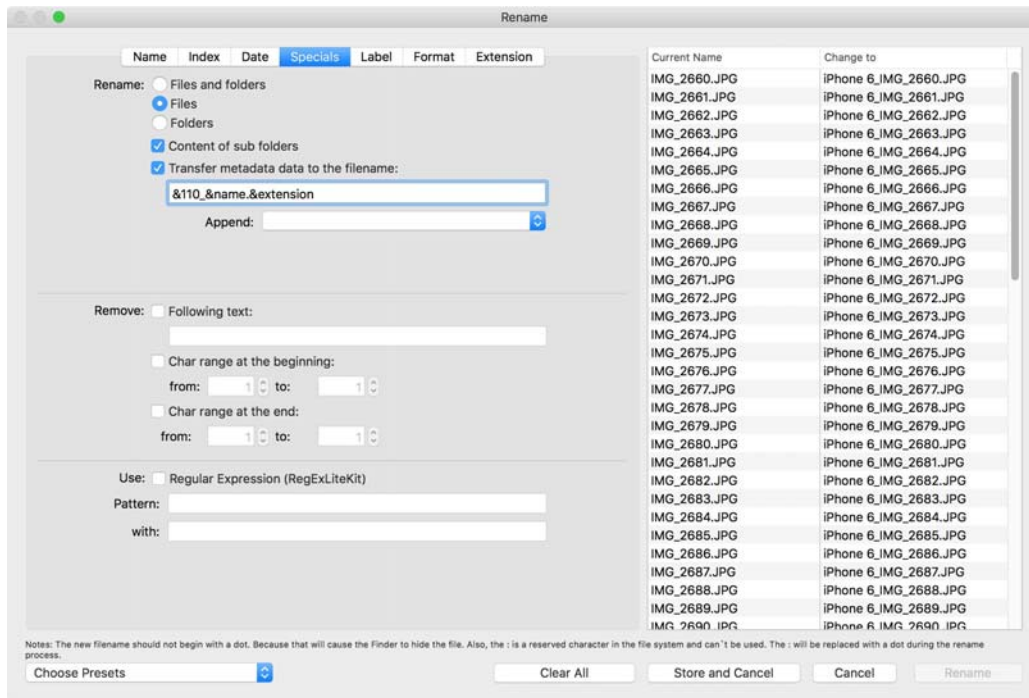 Rename
Name Index Date Specials Label Format Extension
Rename: Files and folders
Files
Folders
Content of sub folders
Transfer metadata data to the filename:
&110_&name.&extension
Append:
Remove: Following text:
Char range at the beginning:
from: 1 to: 1
Char range at the end:
from: 1 to: 1
Use: Regular Expression (RegExLiteKit)
Pattern:
with:
Current Name Change to
IMG_2660.JPG iPhone 6_IMG_2660.JPG
IMG_2661.JPG iPhone 6_IMG_2661.JPG
IMG_2662.JPG iPhone 6_IMG_2662.JPG
IMG_2663.JPG iPhone 6_IMG_2663.JPG
IMG_2664.JPG iPhone 6_IMG_2664.JPG
IMG_2665.JPG iPhone 6_IMG_2665.JPG
IMG_2666.JPG iPhone 6_IMG_2666.JPG
IMG_2667.JPG iPhone 6_IMG_2667.JPG
IMG_2668.JPG iPhone 6_IMG_2668.JPG
IMG_2669.JPG iPhone 6_IMG_2669.JPG
IMG_2670.JPG iPhone 6_IMG_2670.JPG
IMG_2671.JPG iPhone 6_IMG_2671.JPG
IMG_2672.JPG iPhone 6_IMG_2672.JPG
IMG_2673.JPG iPhone 6_IMG_2673.JPG
IMG_2674.JPG iPhone 6_IMG_2674.JPG
IMG_2675.JPG iPhone 6_IMG_2675.JPG
IMG_2676.JPG iPhone 6_IMG_2676.JPG
IMG_2677.JPG iPhone 6_IMG_2677.JPG
IMG_2678.JPG iPhone 6_IMG_2678.JPG
IMG_2679.JPG iPhone 6_IMG_2679.JPG
IMG_2680.JPG iPhone 6_IMG_2680.JPG
IMG_2681.JPG iPhone 6_IMG_2681.JPG
IMG_2682.JPG iPhone 6_IMG_2682.JPG
IMG_2683.JPG iPhone 6_IMG_2683.JPG
IMG_2684.JPG iPhone 6_IMG_2684.JPG
IMG_2685.JPG iPhone 6_IMG_2685.JPG
IMG_2686.JPG iPhone 6_IMG_2686.JPG
IMG_2687.JPG iPhone 6_IMG_2687.JPG
IMG_2688.JPG iPhone 6_IMG_2688.JPG
IMG_2689.JPG iPhone 6_IMG_2689.JPG
IMG_2690.JPG iPhone 6_IMG_2690.JPG
Notes: The new filename should not begin with a dot. Because that will cause the Finder to hide the file. Also, the : is a reserved character in the file system and can`t be used. The : will be replaced with a dot during the rename
process.
Choose Presets Clear All Store and Cancel Cancel Rename